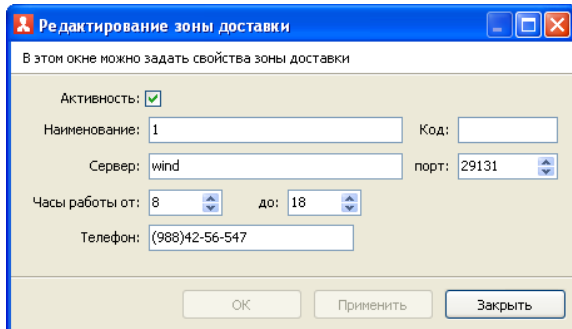 Редактирование зоны доставки
В этом окне можно задать свойства зоны доставки
Активность:
Наименование: 1 Код:
Сервер: wind порт: 29131
Часы работы от: 8 до: 18
Телефон: (988)42-56-547
ОК Применить Закрыть